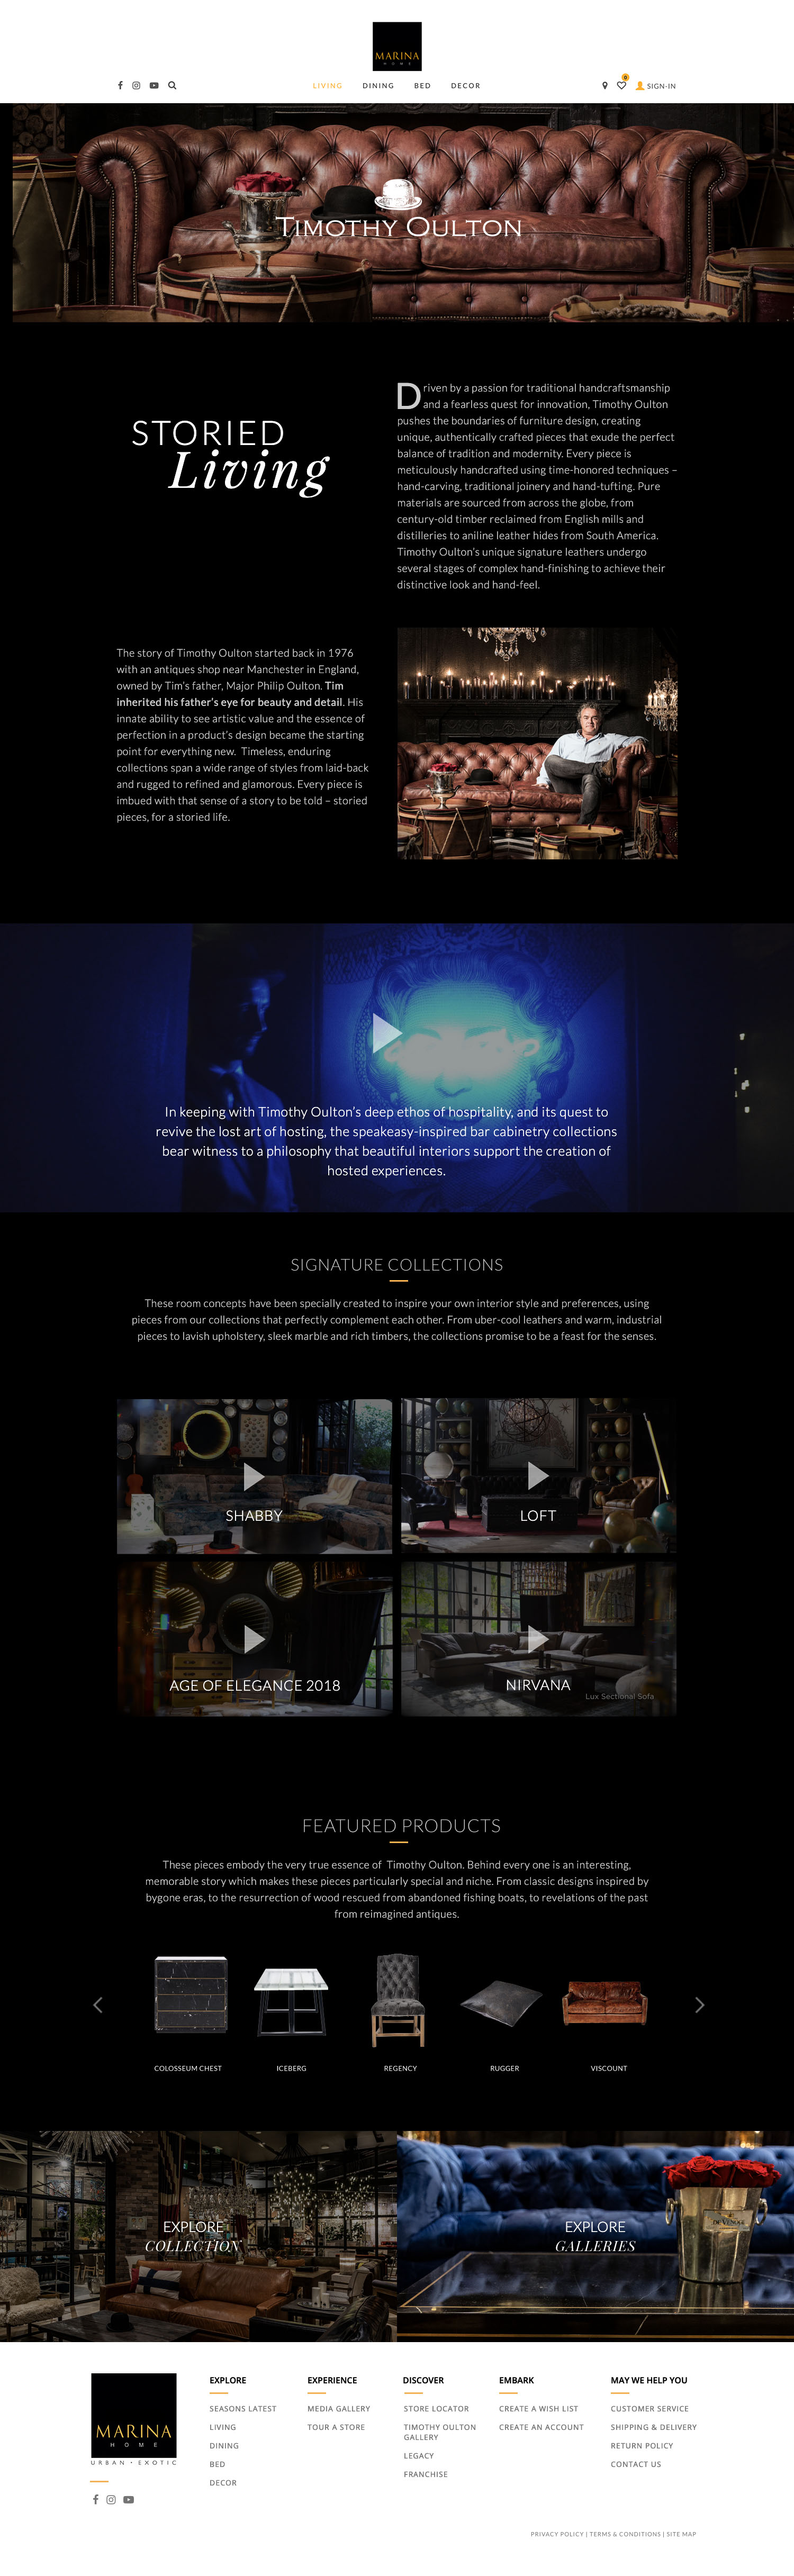 MARINA
HOME
LIVING DINING BED DECOR
0
SIGN-IN
TIMOTHY OULTON
STORIED
Living
Driven by a passion for traditional handcraftsmanship
and a fearless quest for innovation, Timothy Oulton
pushes the boundaries of furniture design, creating
unique, authentically crafted pieces that exude the perfect
balance of tradition and modernity. Every piece is
meticulously handcrafted using time-honored techniques –
hand-carving, traditional joinery and hand-tufting. Pure
materials are sourced from across the globe, from
century-old timber reclaimed from English mills and
distilleries to aniline leather hides from South America.
Timothy Oulton's unique signature leathers undergo
several stages of complex hand-finishing to achieve their
distinctive look and hand-feel.
The story of Timothy Oulton started back in 1976
with an antiques shop near Manchester in England,
owned by Tim's father, Major Philip Oulton. Tim
inherited his father's eye for beauty and detail. His
innate ability to see artistic value and the essence of
perfection in a product's design became the starting
point for everything new. Timeless, enduring
collections span a wide range of styles from laid-back
and rugged to refined and glamorous. Every piece is
imbued with that sense of a story to be told – storied
pieces, for a storied life.
In keeping with Timothy Oulton's deep ethos of hospitality, and its quest to
revive the lost art of hosting, the speakeasy-inspired bar cabinetry collections
bear witness to a philosophy that beautiful interiors support the creation of
hosted experiences.
SIGNATURE COLLECTIONS
These room concepts have been specially created to inspire your own interior style and preferences, using
pieces from our collections that perfectly complement each other. From uber-cool leathers and warm, industrial
pieces to lavish upholstery, sleek marble and rich timbers, the collections promise to be a feast for the senses.
SHABBY
LOFT
AGE OF ELEGANCE 2018
NIRVANA
Lux Sectional Sofa
FEATURED PRODUCTS
These pieces embody the very true essence of Timothy Oulton. Behind every one is an interesting,
memorable story which makes these pieces particularly special and niche. From classic designs inspired by
bygone eras, to the resurrection of wood rescued from abandoned fishing boats, to revelations of the past
from reimagined antiques.
COLOSSEUM CHEST
ICEBERG
REGENCY
RUGGER
VISCOUNT
EXPLORE
COLLECTION
EXPLORE
GALLERIES
DE VENOGE
MARINA
HOME
URBAN • EXOTIC
EXPLORE
SEASONS LATEST
LIVING
DINING
BED
DECOR
EXPERIENCE
MEDIA GALLERY
TOUR A STORE
DISCOVER
STORE LOCATOR
TIMOTHY OULTON
GALLERY
LEGACY
FRANCHISE
EMBARK
CREATE A WISH LIST
CREATE AN ACCOUNT
MAY WE HELP YOU
CUSTOMER SERVICE
SHIPPING & DELIVERY
RETURN POLICY
CONTACT US
PRIVACY POLICY | TERMS & CONDITIONS | SITE MAP